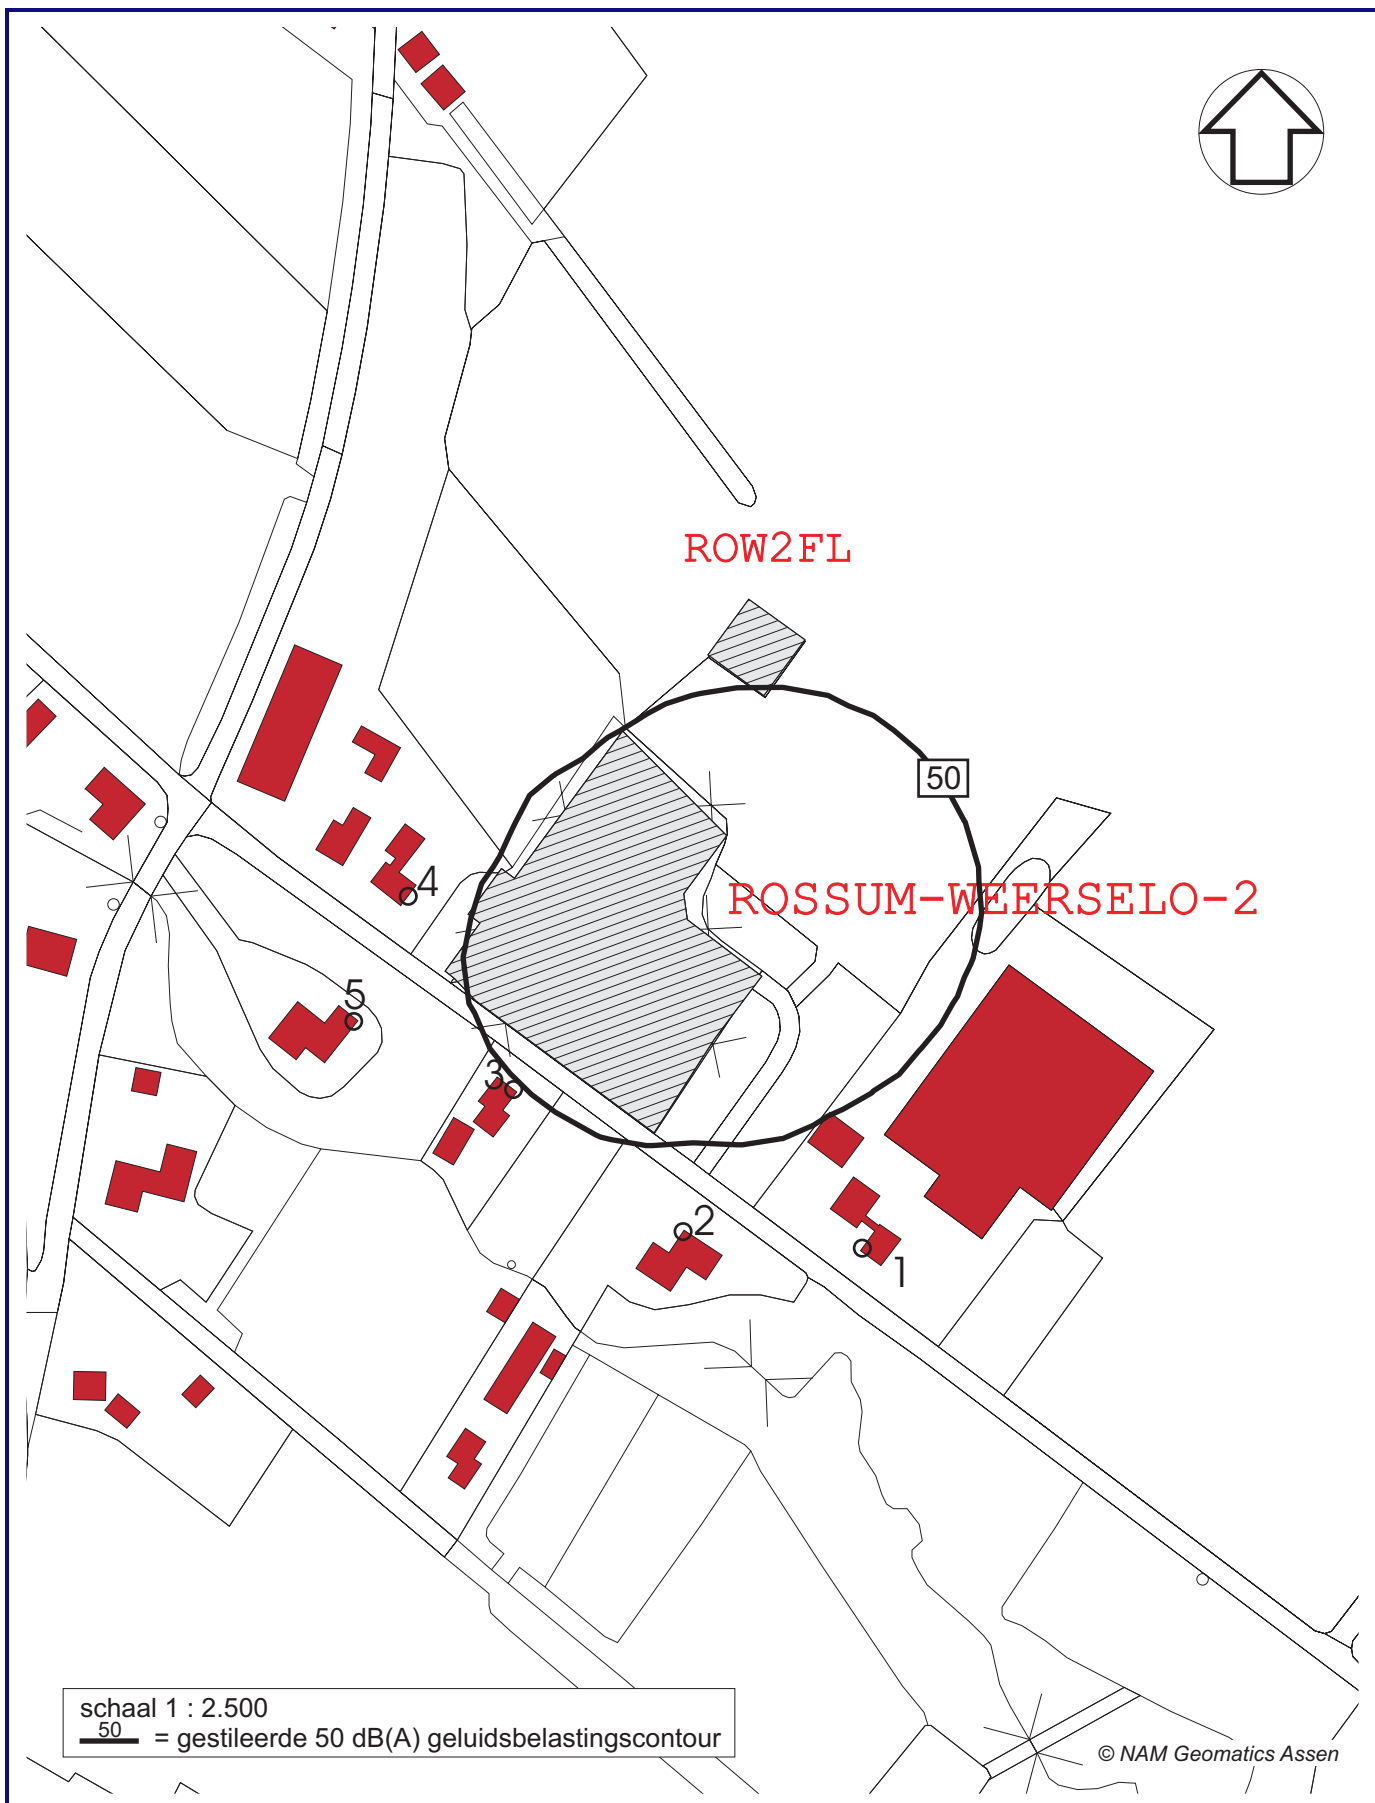 ROW2FL
50
ROSSUM-WEERSELO-2
4
5
3
2
1
schaal 1 : 2.500
50 = gestileerde 50 dB(A) geluidsbelastingscontour
© NAM Geomatics Assen